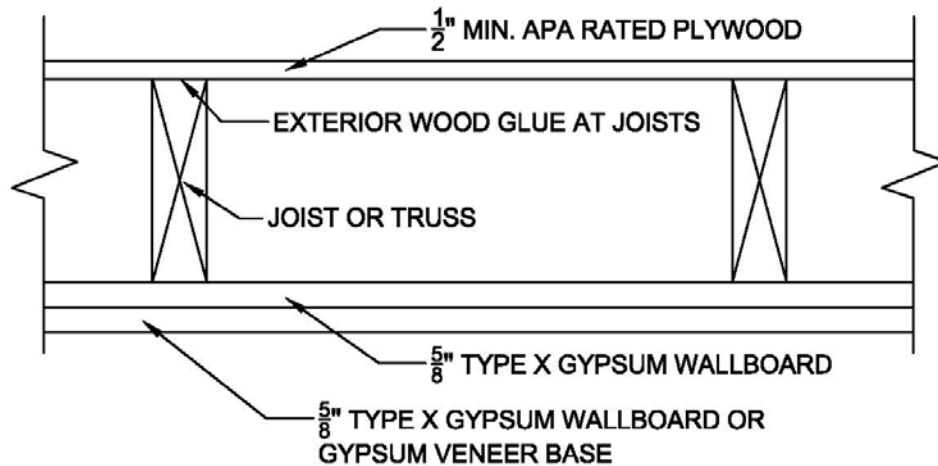 1/2" MIN. APA RATED PLYWOOD
EXTERIOR WOOD GLUE AT JOISTS
JOIST OR TRUSS
5/8" TYPE X GYPSUM WALLBOARD
5/8" TYPE X GYPSUM WALLBOARD OR
GYPSUM VENEER BASE